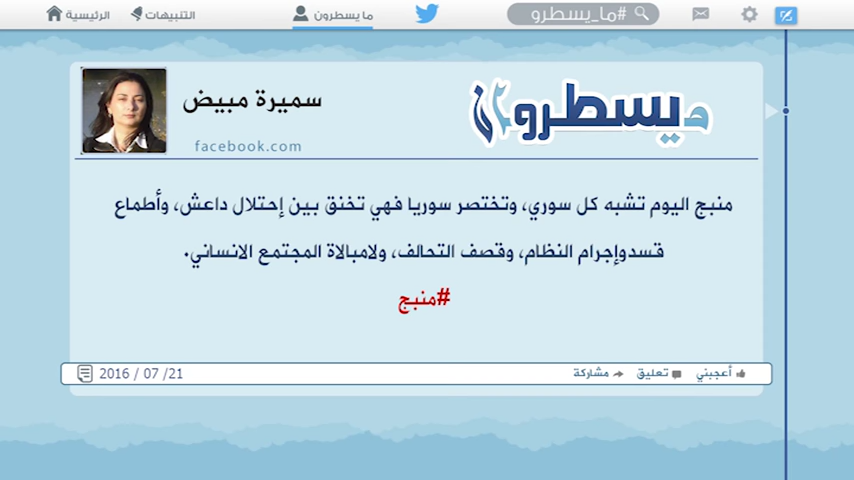 الرئيسية
التنبيهات
ما يسطرون
#ما_يسطرو
سميرة مبيض
facebook.com
منبج اليوم تشبه كل سوري، وتختصر سوريا فهي تخنق بين إحتلال داعش، وأطماع
قسدوإجرام النظام، وقصف التحالف، ولامبالاة المجتمع الانساني.
#منبج
أعجبني
تعليق
مشاركة
2016 / 07 /21